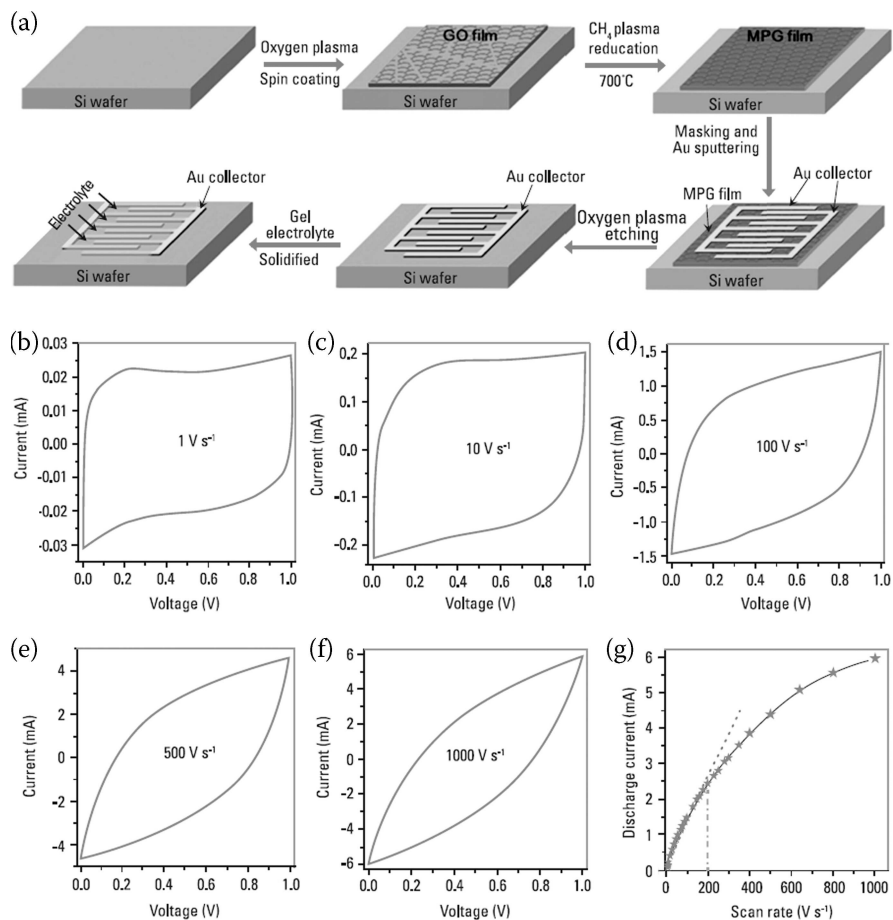 (a)
Oxygen plasma
Spin coating
GO film
CH4 plasma
reducation
700°C
MPG film
Si wafer
Si wafer
Si wafer
Masking and
Au sputtering
Electrolyte
Au collector
Gel
electrolyte
Solidified
Au collector
Oxygen plasma
etching
MPG film
Au collector
Si wafer
Si wafer
Si wafer
(b)
Current (mA)
0.03
0.02
0.01
0.00
-0.01
-0.02
-0.03
1 V s-1
0.0 0.2 0.4 0.6 0.8 1.0
Voltage (V)
(c)
Current (mA)
0.2
0.1
0.0
-0.1
-0.2
10 V s-1
0.0 0.2 0.4 0.6 0.8 1.0
Voltage (V)
(d)
Current (mA)
1.5
1.0
0.5
0.0
-0.5
-1.0
-1.5
100 V s-1
0.0 0.2 0.4 0.6 0.8 1.0
Voltage (V)
(e)
Current (mA)
4
2
0
-2
-4
500 V s-1
0.0 0.2 0.4 0.6 0.8 1.0
Voltage (V)
(f)
Current (mA)
6
4
2
0
-2
-4
-6
1000 V s-1
0.0 0.2 0.4 0.6 0.8 1.0
Voltage (V)
(g)
Discharge current (mA)
6
5
4
3
2
1
0
0 200 400 600 800 1000
Scan rate (V s-1)